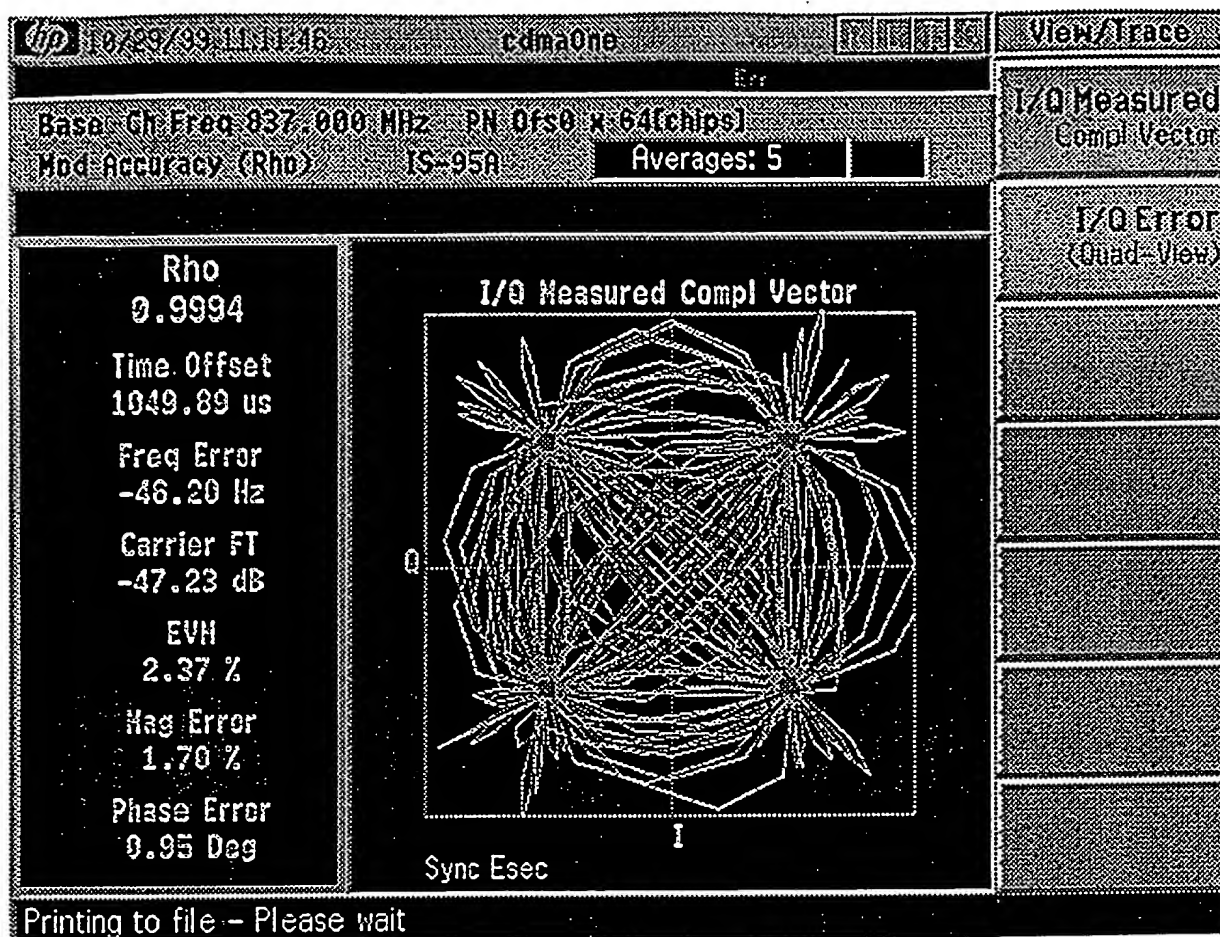 hp 10/29/99 11:11:46 cdmaOne
View/Trace
Err
Base Ch Freq 837.000 MHz PN Ofs0 x 64[chips]
Mod Accuracy (Rho) IS-95A Averages: 5
I/Q Measured
Compl Vector
I/Q Error
(Quad-View)
Rho
0.9994
Time Offset
1049.89 us
Freq Error
-46.20 Hz
Carrier FT
-47.23 dB
EVM
2.37 %
Mag Error
1.70 %
Phase Error
0.95 Deg
I/Q Measured Compl Vector
Q
I
Sync Esec
Printing to file - Please wait